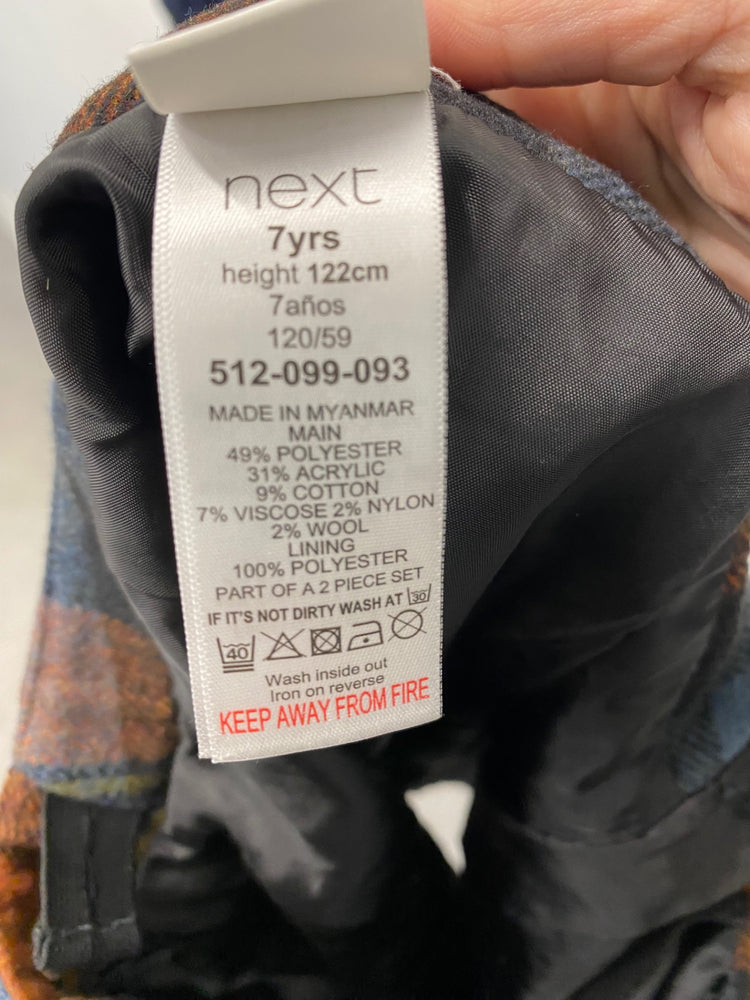 next
7yrs
height 122cm
7años
120/59
512-099-093
MADE IN MYANMAR
MAIN
49% POLYESTER
31% ACRYLIC
9% COTTON
7% VISCOSE 2% NYLON
2% WOOL
LINING
100% POLYESTER
PART OF A 2 PIECE SET
IF IT'S NOT DIRTY WASH AT 30
40
Wash inside out
Iron on reverse
KEEP AWAY FROM FIRE